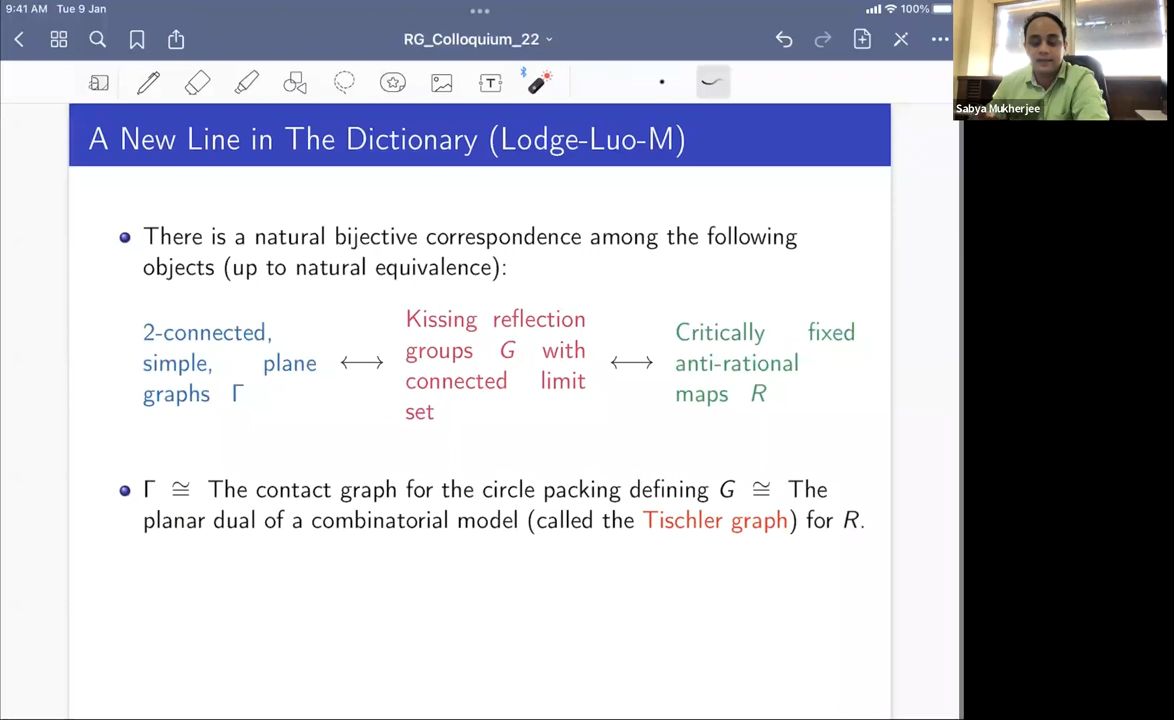 9:41 AM Tue 9 Jan
100%
RG_Colloquium_22
T
Sabya Mukherjee
A New Line in The Dictionary (Lodge-Luo-M)
There is a natural bijective correspondence among the following
objects (up to natural equivalence):
2-connected,
simple, plane
graphs Γ
⟷
Kissing reflection
groups G with
connected limit
set
⟷
Critically fixed
anti-rational
maps R
Γ ≅ The contact graph for the circle packing defining G ≅ The
planar dual of a combinatorial model (called the Tischler graph) for R.